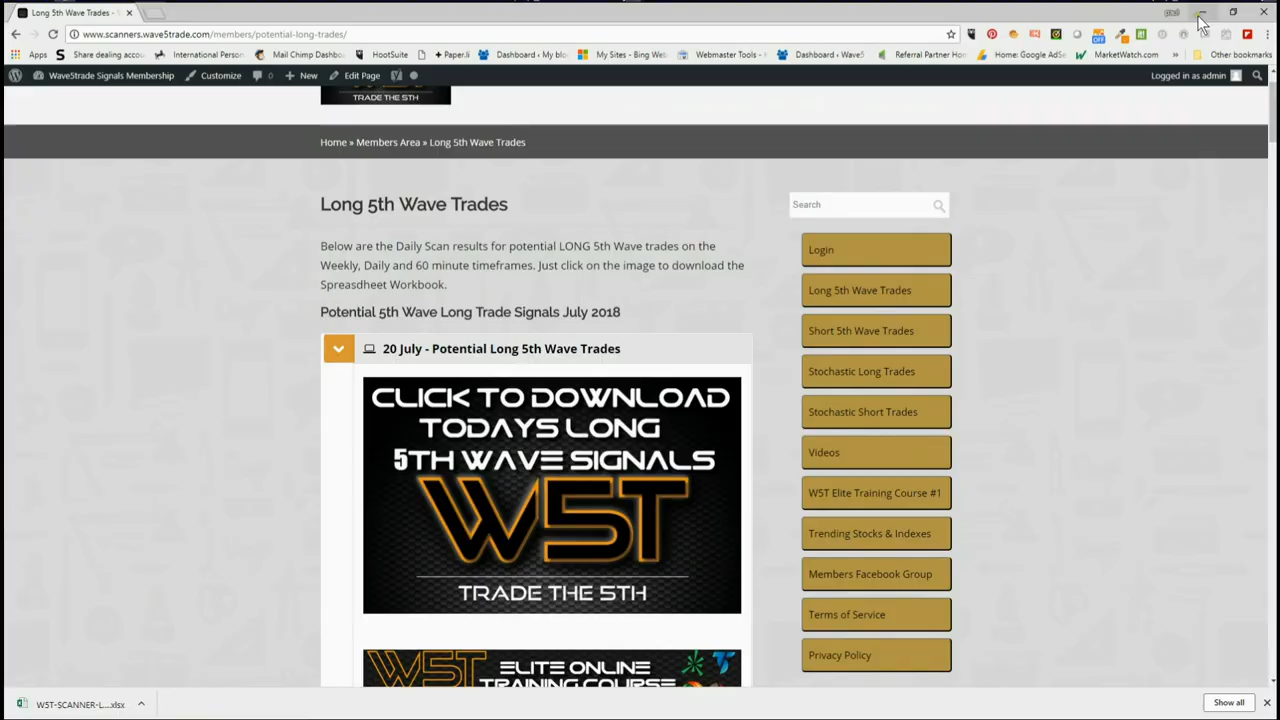 Long 5th Wave Trades -
www.scanners.wave5trade.com/members/potential-long-trades/
Apps Share dealing accou International Person Mail Chimp Dashboard HootSuite + Paper.li Dashboard ‹ My blog My Sites - Bing Web Webmaster Tools - Dashboard ‹ Wave5 Referral Partner Hom Home: Google AdSe MarketWatch.com » Other bookmarks
Wave5trade Signals Membership Customize 0 New Edit Page Logged in as admin
TRADE THE 5TH
Home » Members Area » Long 5th Wave Trades
Long 5th Wave Trades
Below are the Daily Scan results for potential LONG 5th Wave trades on the
Weekly, Daily and 60 minute timeframes. Just click on the image to download the
Spreasdheet Workbook.
Potential 5th Wave Long Trade Signals July 2018
20 July - Potential Long 5th Wave Trades
CLICK TO DOWNLOAD
TODAYS LONG
5TH WAVE SIGNALS
W5T
TRADE THE 5TH
W5T ELITE ONLINE
TRAINING COURSE
Search
Login
Long 5th Wave Trades
Short 5th Wave Trades
Stochastic Long Trades
Stochastic Short Trades
Videos
W5T Elite Training Course #1
Trending Stocks & Indexes
Members Facebook Group
Terms of Service
Privacy Policy
W5T-SCANNER-L....xlsx
Show all